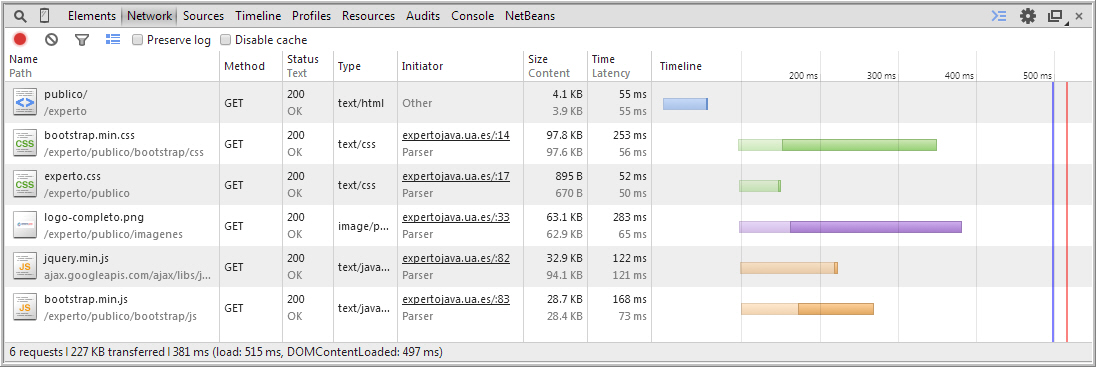 Elements Network Sources Timeline Profiles Resources Audits Console NetBeans
Preserve log Disable cache
Name Path Method Status Text Type Initiator Size Content Time Latency Timeline 200 ms 300 ms 400 ms 500 ms
publico/ 200 4.1 KB 55 ms
GET text/html Other
/experto OK 3.9 KB 55 ms
bootstrap.min.css 200 expertojava.ua.es/:14 97.8 KB 253 ms
CSS GET text/css
/experto/publico/bootstrap/css OK Parser 97.6 KB 56 ms
experto.css 200 expertojava.ua.es/:17 895 B 52 ms
CSS GET text/css
/experto/publico OK Parser 670 B 50 ms
logo-completo.png 200 expertojava.ua.es/:33 63.1 KB 283 ms
GET image/p...
/experto/publico/imagenes OK Parser 62.9 KB 65 ms
jquery.min.js 200 expertojava.ua.es/:82 32.9 KB 122 ms
JS GET text/java...
ajax.googleapis.com/ajax/libs/j... OK Parser 94.1 KB 121 ms
bootstrap.min.js 200 expertojava.ua.es/:83 28.7 KB 168 ms
JS GET text/java...
/experto/publico/bootstrap/js OK Parser 28.4 KB 73 ms
6 requests | 227 KB transferred | 381 ms (load: 515 ms, DOMContentLoaded: 497 ms)